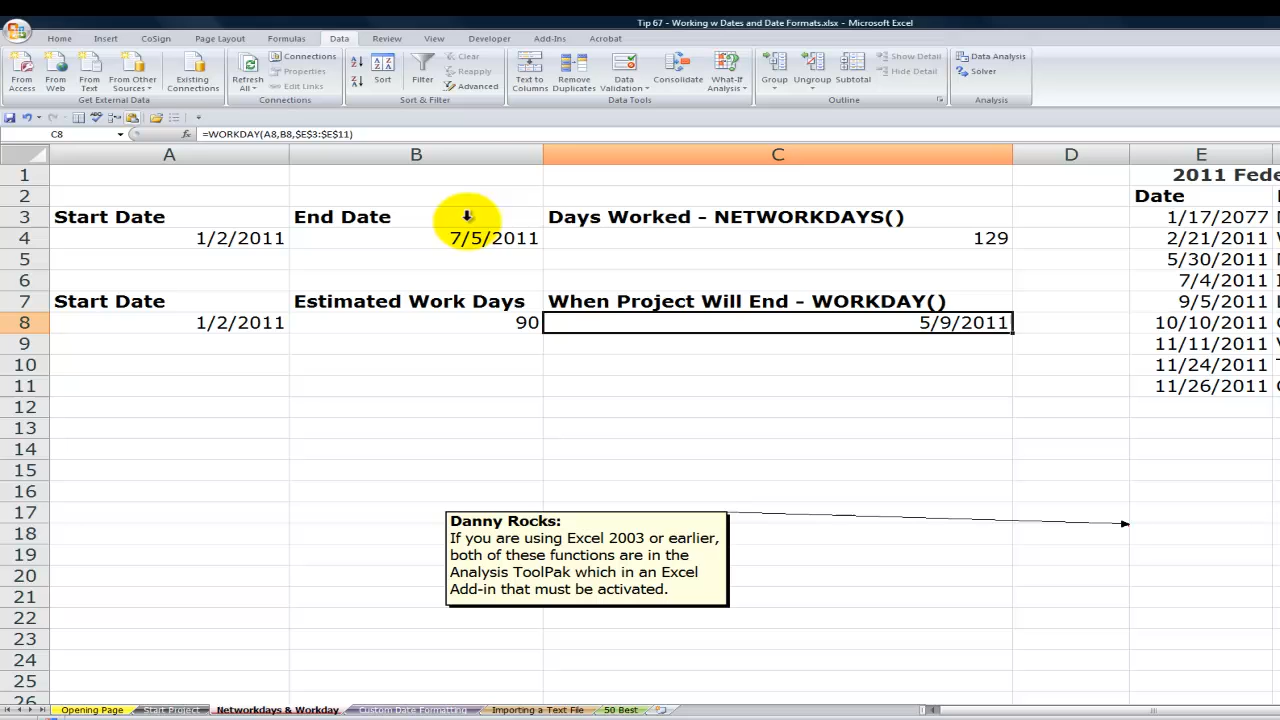 Tip 67 - Working w Dates and Date Formats.xlsx - Microsoft Excel
Home Insert CoSign Page Layout Formulas Data Review View Developer Add-Ins Acrobat
From Access
From Web
From Text
From Other Sources
Existing Connections
Get External Data
Refresh All
Connections
Properties
Edit Links
Connections
Sort
Filter
Clear
Reapply
Advanced
Sort & Filter
Text to Columns
Remove Duplicates
Data Validation
Consolidate
What-If Analysis
Data Tools
Group
Ungroup
Subtotal
Show Detail
Hide Detail
Outline
Data Analysis
Solver
Analysis
C8 fx =WORKDAY(A8,B8,$E$3:$E$11)
A B C D E
1 2011 Fede
2 Date
3 Start Date End Date Days Worked - NETWORKDAYS() 1/17/2077
4 1/2/2011 7/5/2011 129 2/21/2011
5 5/30/2011
6 7/4/2011
7 Start Date Estimated Work Days When Project Will End - WORKDAY() 9/5/2011
8 1/2/2011 90 5/9/2011 10/10/2011
9 11/11/2011
10 11/24/2011
11 11/26/2011
12
13
14
15
16
17
18
19
20
21
22
23
24
25
26
Danny Rocks:
If you are using Excel 2003 or earlier,
both of these functions are in the
Analysis ToolPak which in an Excel
Add-in that must be activated.
Opening Page Start Project Networkdays & Workday Custom Date Formatting Importing a Text File 50 Best